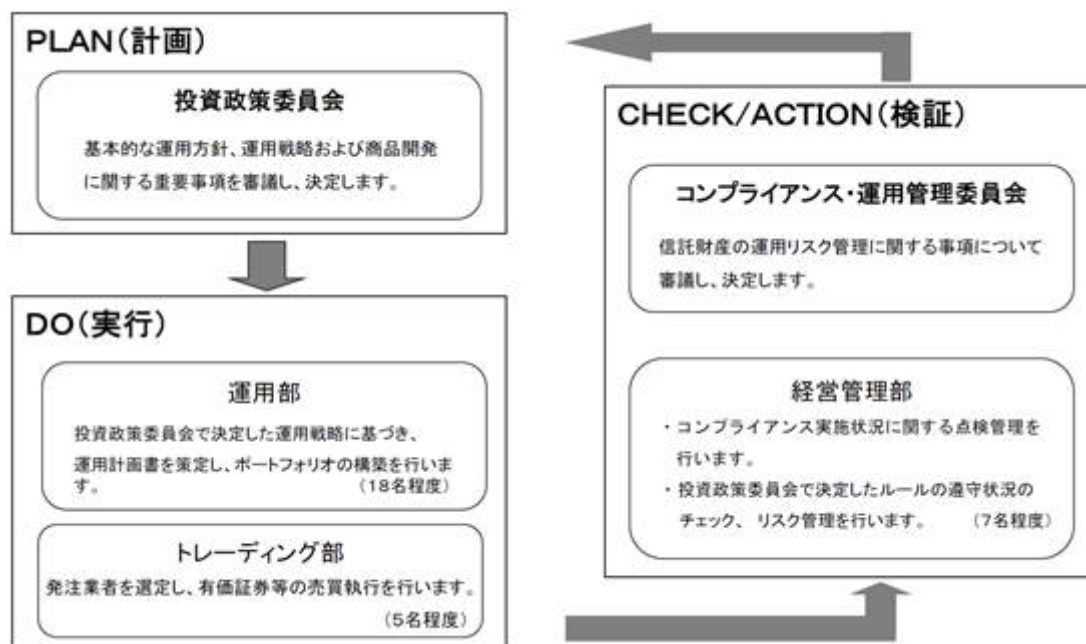 PLAN(計画)
投資政策委員会
基本的な運用方針、運用戦略および商品開発
に関する重要事項を審議し、決定します。
DO(実行)
運用部
投資政策委員会で決定した運用戦略に基づき、
運用計画書を策定し、ポートフォリオの構築を行いま
す。 (18名程度)
トレーディング部
発注業者を選定し、有価証券等の売買執行を行います。
(5名程度)
CHECK/ACTION(検証)
コンプライアンス・運用管理委員会
信託財産の運用リスク管理に関する事項について
審議し、決定します。
経営管理部
・コンプライアンス実施状況に関する点検管理を
行います。
・投資政策委員会で決定したルールの遵守状況の
チェック、 リスク管理を行います。 (7名程度)